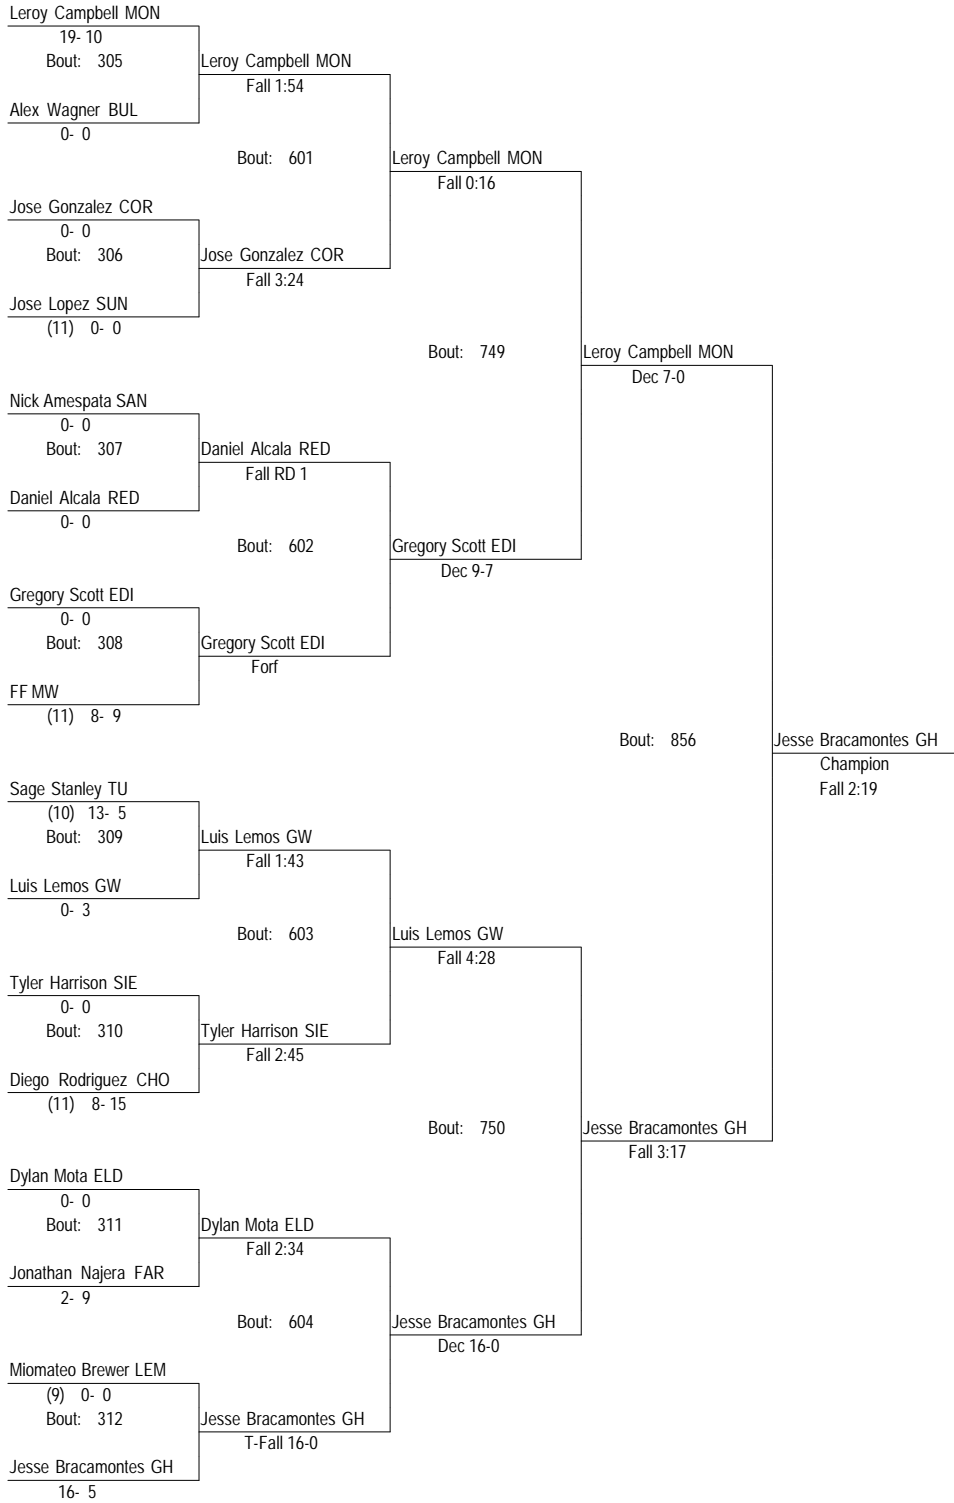 Leroy Campbell MON
19- 10
Bout: 305
Leroy Campbell MON
Fall 1:54
Alex Wagner BUL
0- 0
Bout: 601
Leroy Campbell MON
Fall 0:16
Jose Gonzalez COR
0- 0
Bout: 306
Jose Gonzalez COR
Fall 3:24
Jose Lopez SUN
(11) 0- 0
Bout: 749
Leroy Campbell MON
Dec 7-0
Nick Amespata SAN
0- 0
Bout: 307
Daniel Alcala RED
Fall RD 1
Daniel Alcala RED
0- 0
Bout: 602
Gregory Scott EDI
Dec 9-7
Gregory Scott EDI
0- 0
Bout: 308
Gregory Scott EDI
Forf
FF MW
(11) 8- 9
Bout: 856
Jesse Bracamontes GH
Champion
Fall 2:19
Sage Stanley TU
(10) 13- 5
Bout: 309
Luis Lemos GW
Fall 1:43
Luis Lemos GW
0- 3
Bout: 603
Luis Lemos GW
Fall 4:28
Tyler Harrison SIE
0- 0
Bout: 310
Tyler Harrison SIE
Fall 2:45
Diego Rodriguez CHO
(11) 8- 15
Bout: 750
Jesse Bracamontes GH
Fall 3:17
Dylan Mota ELD
0- 0
Bout: 311
Dylan Mota ELD
Fall 2:34
Jonathan Najera FAR
2- 9
Bout: 604
Jesse Bracamontes GH
Dec 16-0
Miomateo Brewer LEM
(9) 0- 0
Bout: 312
Jesse Bracamontes GH
T-Fall 16-0
Jesse Bracamontes GH
16- 5